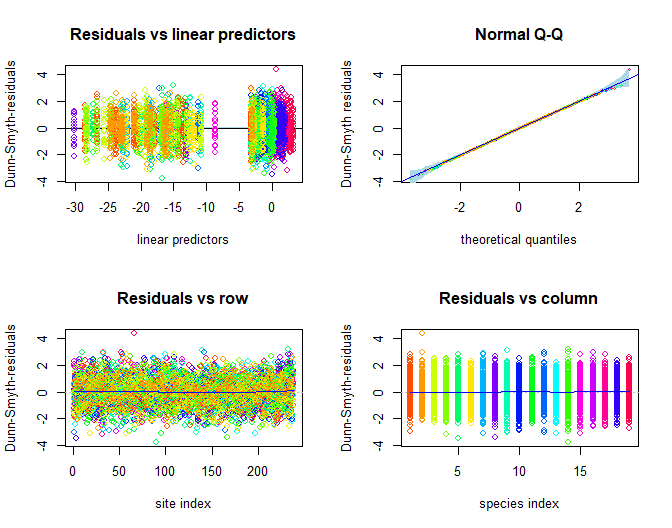 Residuals vs linear predictors
Dunn-Smyth-residuals
4
2
0
-2
-4
-30 -25 -20 -15 -10 -5 0
linear predictors
Normal Q-Q
Dunn-Smyth-residuals
4
2
0
-2
-4
-2 0 2
theoretical quantiles
Residuals vs row
Dunn-Smyth-residuals
4
2
0
-2
-4
0 50 100 150 200
site index
Residuals vs column
Dunn-Smyth-residuals
4
2
0
-2
-4
5 10 15
species index